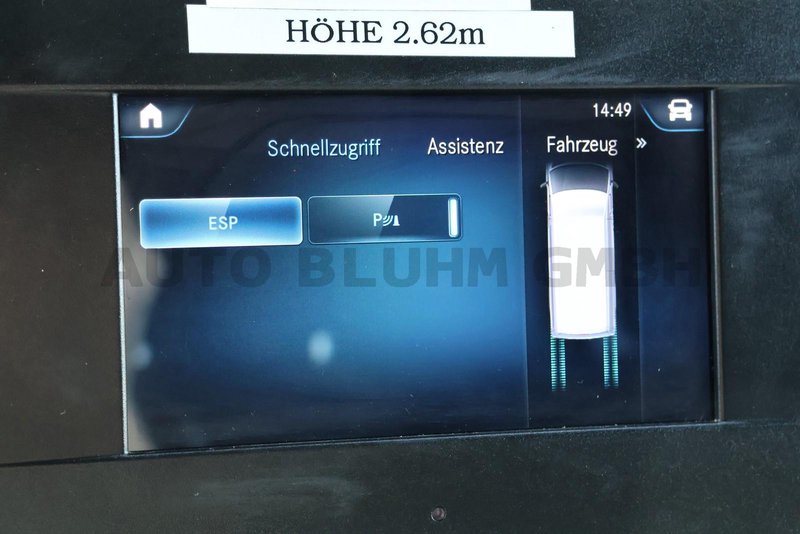 HÖHE 2.62m
14:49
Schnellzugriff Assistenz Fahrzeug »
ESP P
AUTO BLUHM GMBH